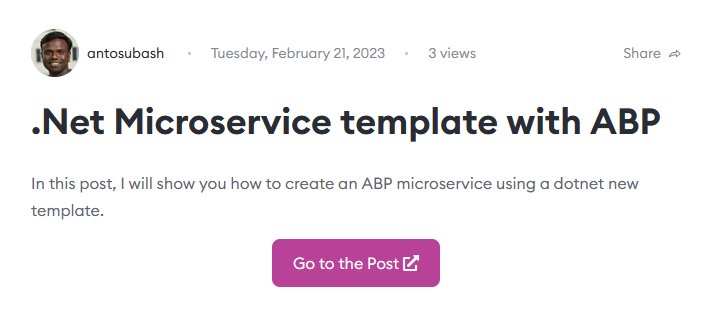 antosubash • Tuesday, February 21, 2023 • 3 views Share
.Net Microservice template with ABP
In this post, I will show you how to create an ABP microservice using a dotnet new
template.
Go to the Post